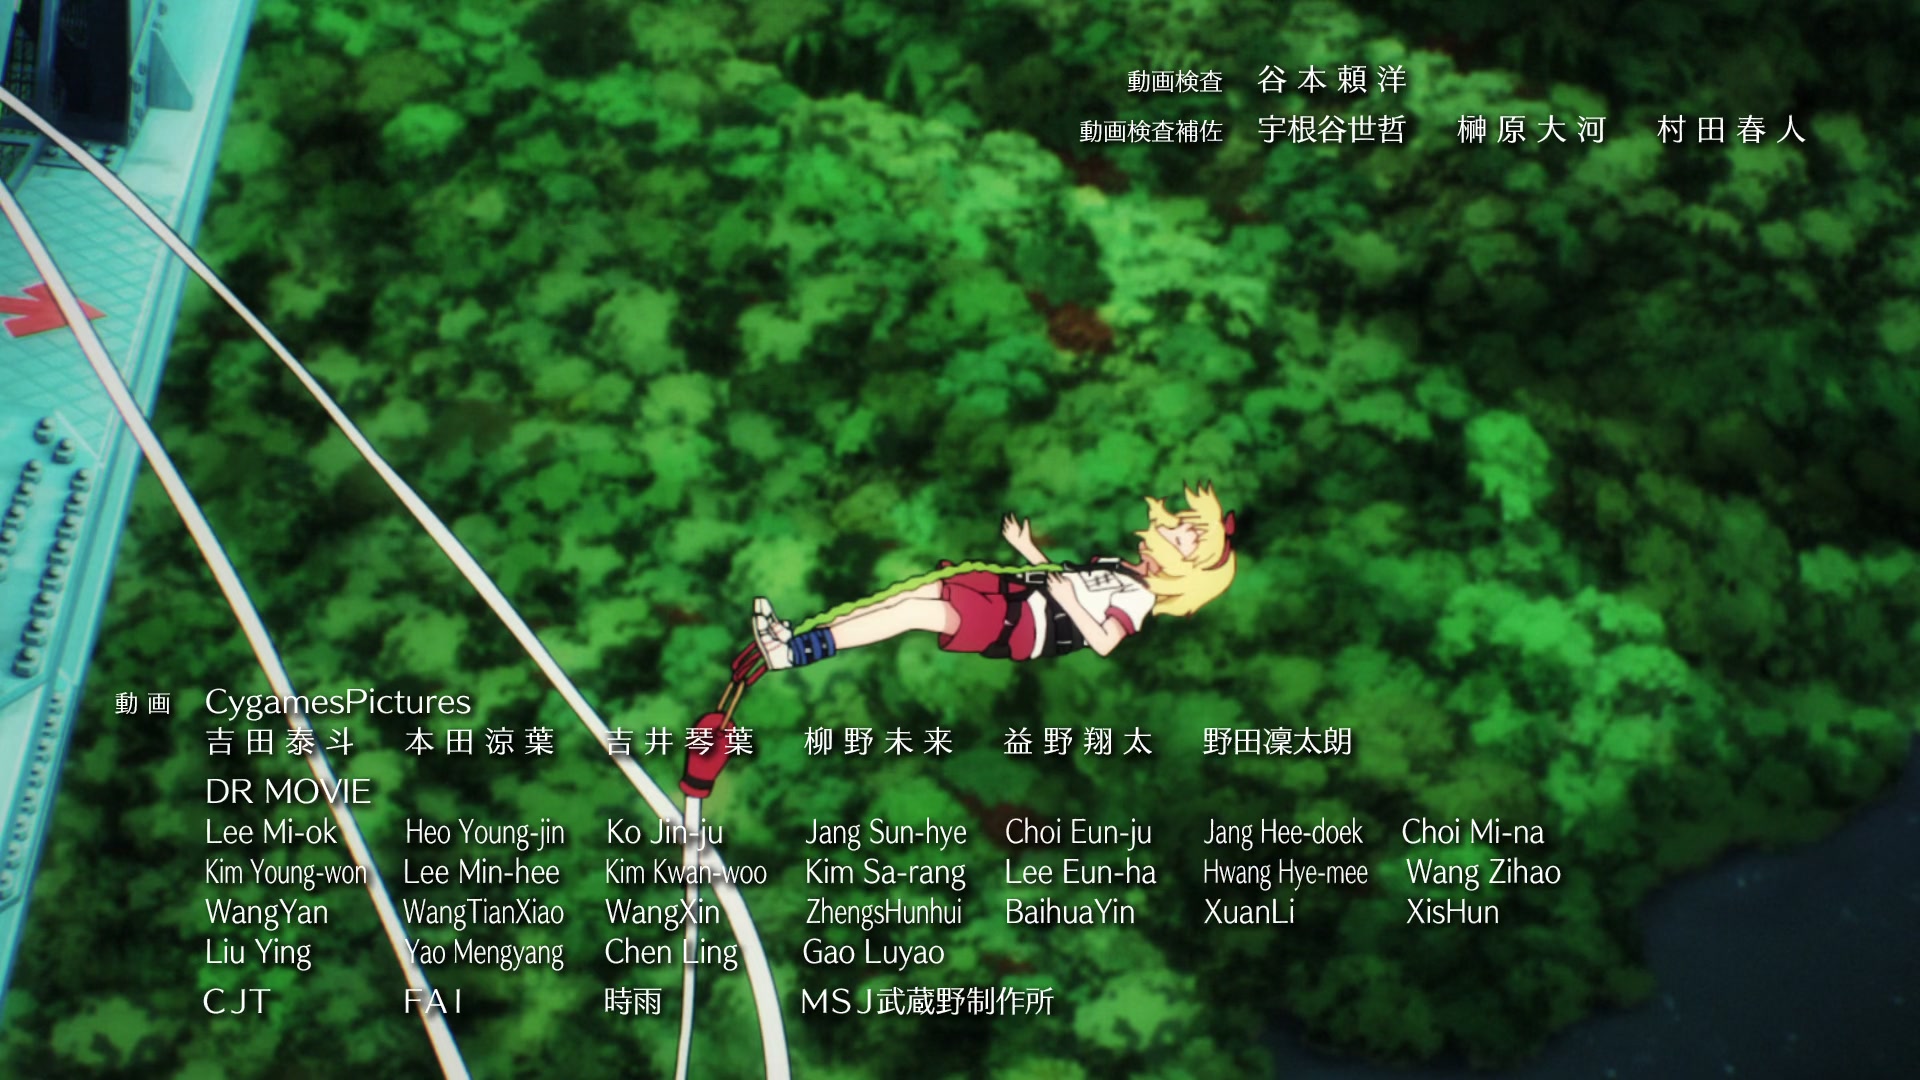 動画検査 谷本頼洋
動画検査補佐 宇根谷世哲 榊原大河 村田春人
動画 CygamesPictures
吉田泰斗 本田涼葉 吉井琴葉 柳野未来 益野翔太 野田凜太朗
DR MOVIE
Lee Mi-ok Heo Young-jin Ko Jin-ju Jang Sun-hye Choi Eun-ju Jang Hee-doek Choi Mi-na
Kim Young-won Lee Min-hee Kim Kwan-woo Kim Sa-rang Lee Eun-ha Hwang Hye-mee Wang Zihao
WangYan WangTianXiao WangXin ZhengsHunhui BaihuaYin XuanLi XisHun
Liu Ying Yao Mengyang Chen Ling Gao Luyao
CJT FAI 時雨 MSJ武蔵野制作所